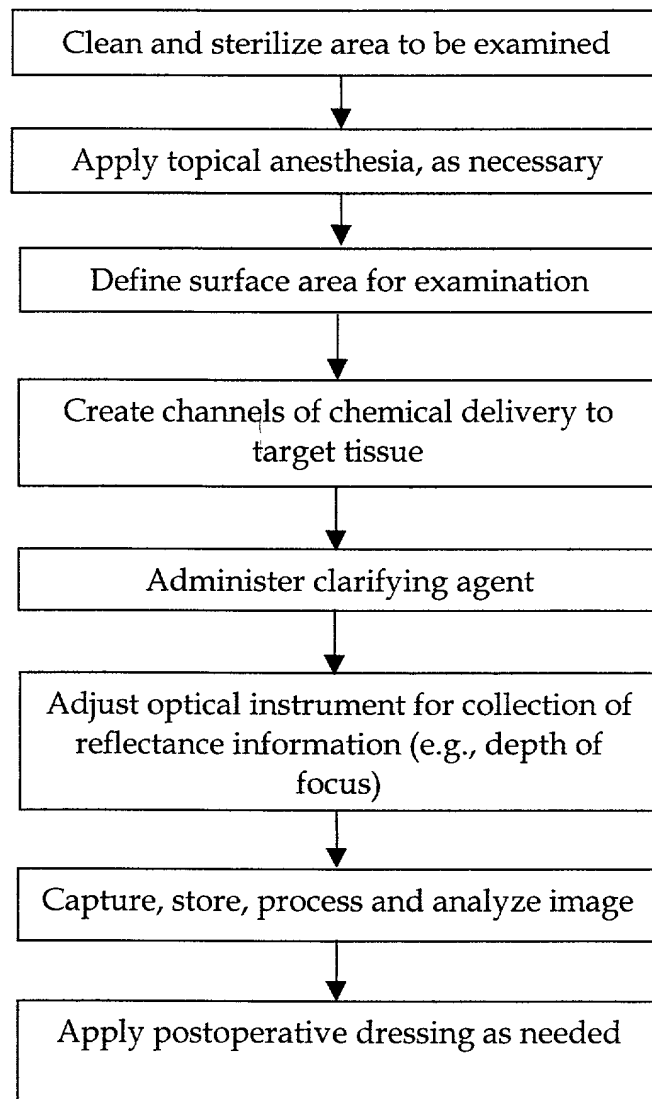 Clean and sterilize area to be examined
Apply topical anesthesia, as necessary
Define surface area for examination
Create channels of chemical delivery to
target tissue
Administer clarifying agent
Adjust optical instrument for collection of
reflectance information (e.g., depth of
focus)
Capture, store, process and analyze image
Apply postoperative dressing as needed